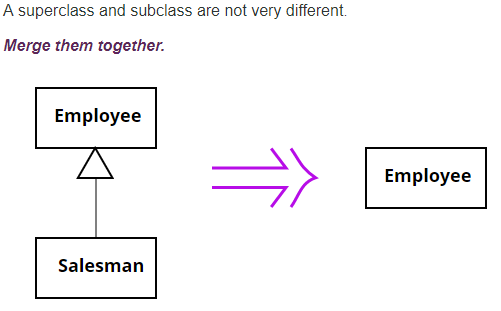 A superclass and subclass are not very different.
Merge them together.
Employee
Employee
Salesman